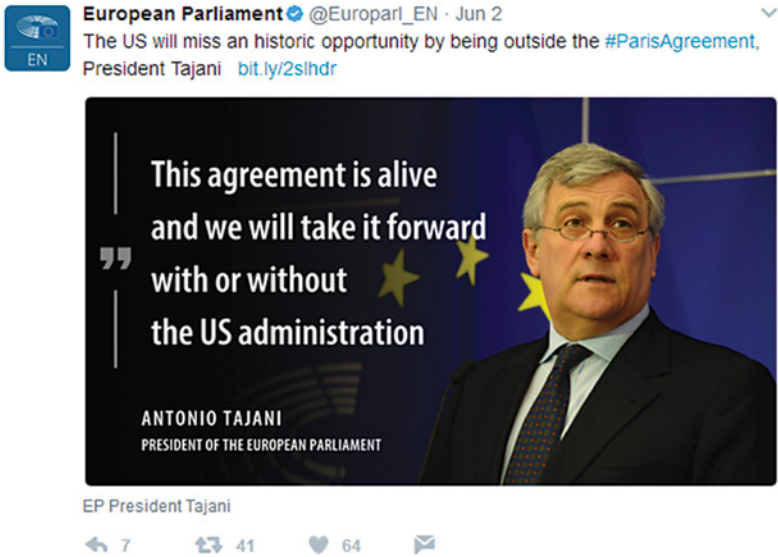 European Parliament @Europarl_EN · Jun 2
The US will miss an historic opportunity by being outside the #ParisAgreement,
President Tajani bit.ly/2slhdr
EN
This agreement is alive
and we will take it forward
with or without
the US administration
ANTONIO TAJANI
PRESIDENT OF THE EUROPEAN PARLIAMENT
EP President Tajani
7 41 64